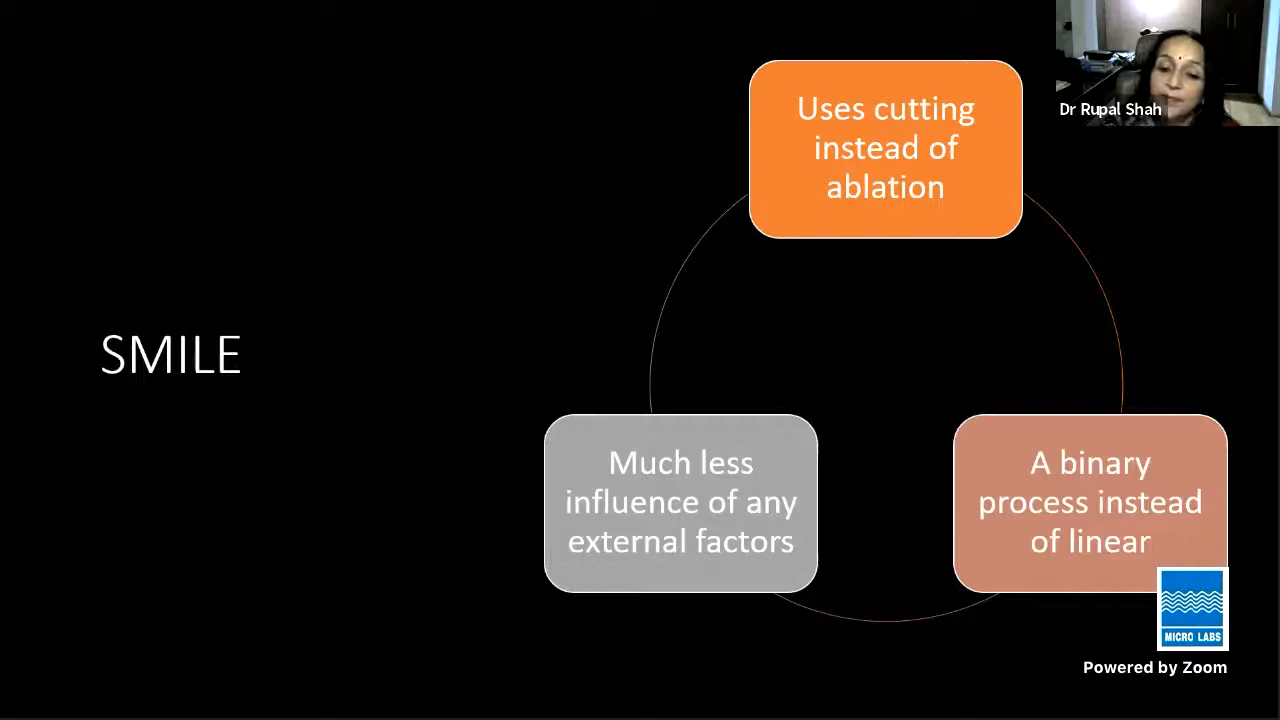 Uses cutting
instead of
ablation
Dr Rupal Shah
SMILE
Much less
influence of any
external factors
A binary
process instead
of linear
MICRO LABS
Powered by Zoom